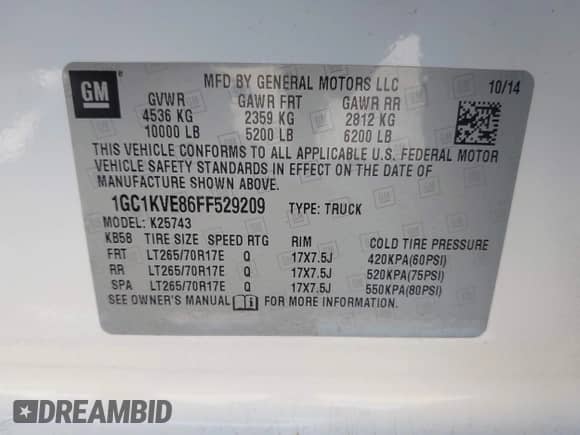 GM
MFD BY GENERAL MOTORS LLC 10/14
GVWR GAWR FRT GAWR RR
4536 KG 2359 KG 2812 KG
10000 LB 5200 LB 6200 LB
THIS VEHICLE CONFORMS TO ALL APPLICABLE U.S. FEDERAL MOTOR
VEHICLE SAFETY STANDARDS IN EFFECT ON THE DATE OF
MANUFACTURE SHOWN ABOVE.
1GC1KVE86FF529209 TYPE: TRUCK
MODEL: K25743
KB58 TIRE SIZE SPEED RTG RIM COLD TIRE PRESSURE
FRT LT265/70R17E Q 17X7.5J 420KPA(60PSI)
RR LT265/70R17E Q 17X7.5J 520KPA(75PSI)
SPA LT265/70R17E Q 17X7.5J 550KPA(80PSI)
SEE OWNER'S MANUAL FOR MORE INFORMATION.
DREAMBID